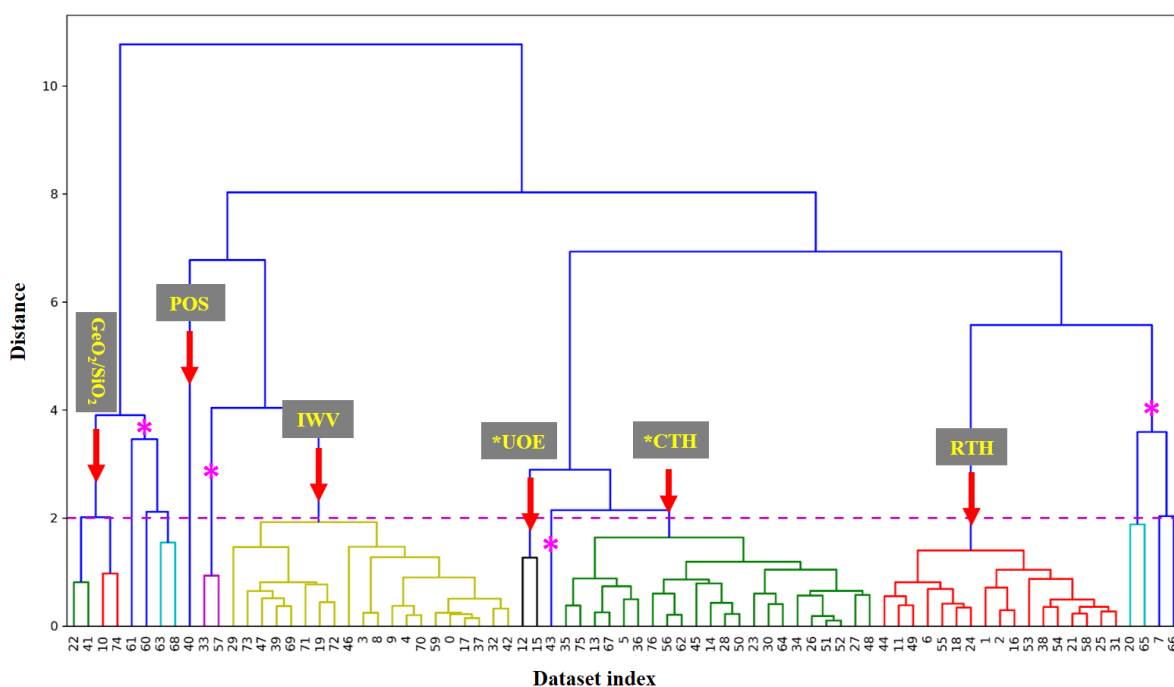 Distance
10
8
6
4
2
0
GeO₂/SiO₂
POS
IWV
*UOE
*CTH
RTH
22 41 10 74 61 60 63 68 40 33 57 29 73 47 39 69 71 19 72 46 3 8 9 4 70 59 0 17 37 32 42 12 15 43 35 75 13 67 5 36 76 56 62 45 14 28 50 23 30 64 34 26 51 52 27 48 44 11 49 6 55 18 24 1 2 16 53 38 54 21 58 25 31 20 65 7 66
Dataset index